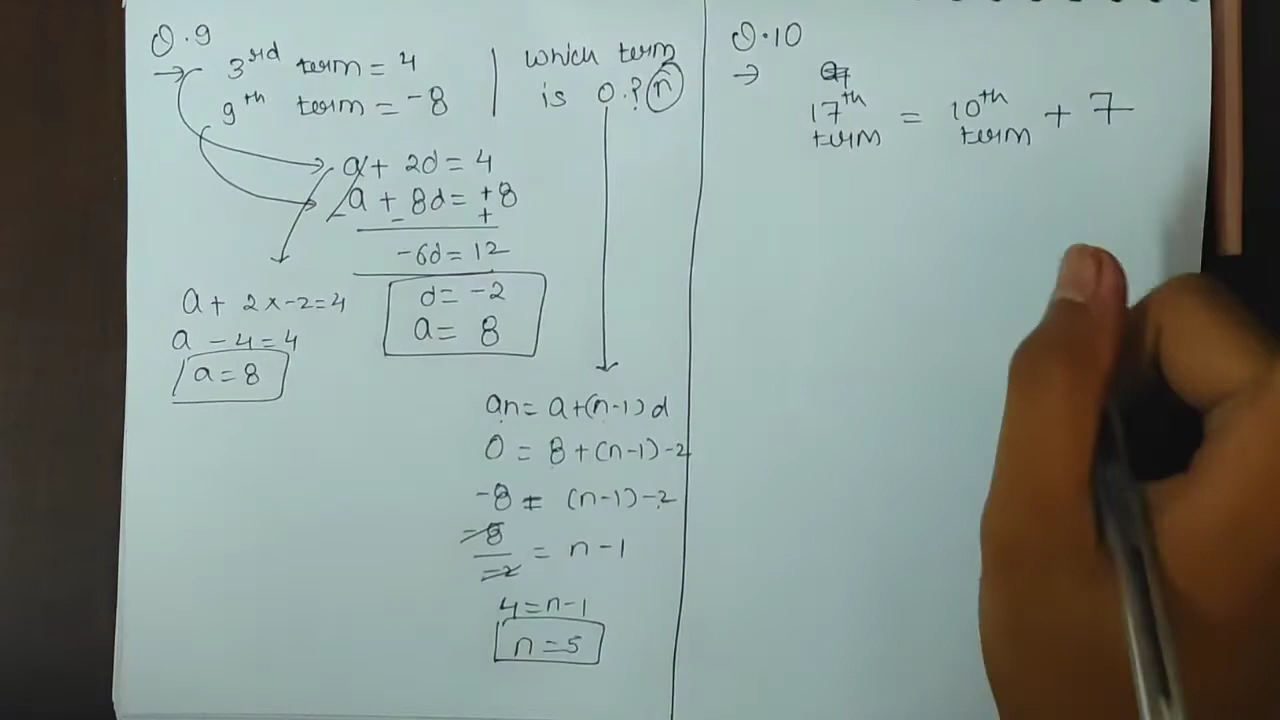 Q.9
→ 3rd term = 4
9th term = -8
which term
is 0.? n
a + 2d = 4
a + 8d = +8
- - +
-6d = 12
d = -2
a = 8
a + 2 x -2 = 4
a - 4 = 4
a = 8
an = a+(n-1) d
0 = 8 + (n-1) -2
-8 = (n-1) -2
-8/-2 = n - 1
4 = n - 1
n = 5
Q.10
→
17th term = 10th term + 7